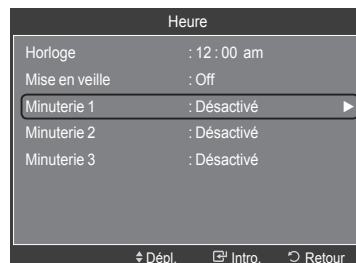 Heure
Horloge : 12 : 00 am
Mise en veille : Off
Minuterie 1 : Désactivé
Minuterie 2 : Désactivé
Minuterie 3 : Désactivé
Dépl. Intro. Retour